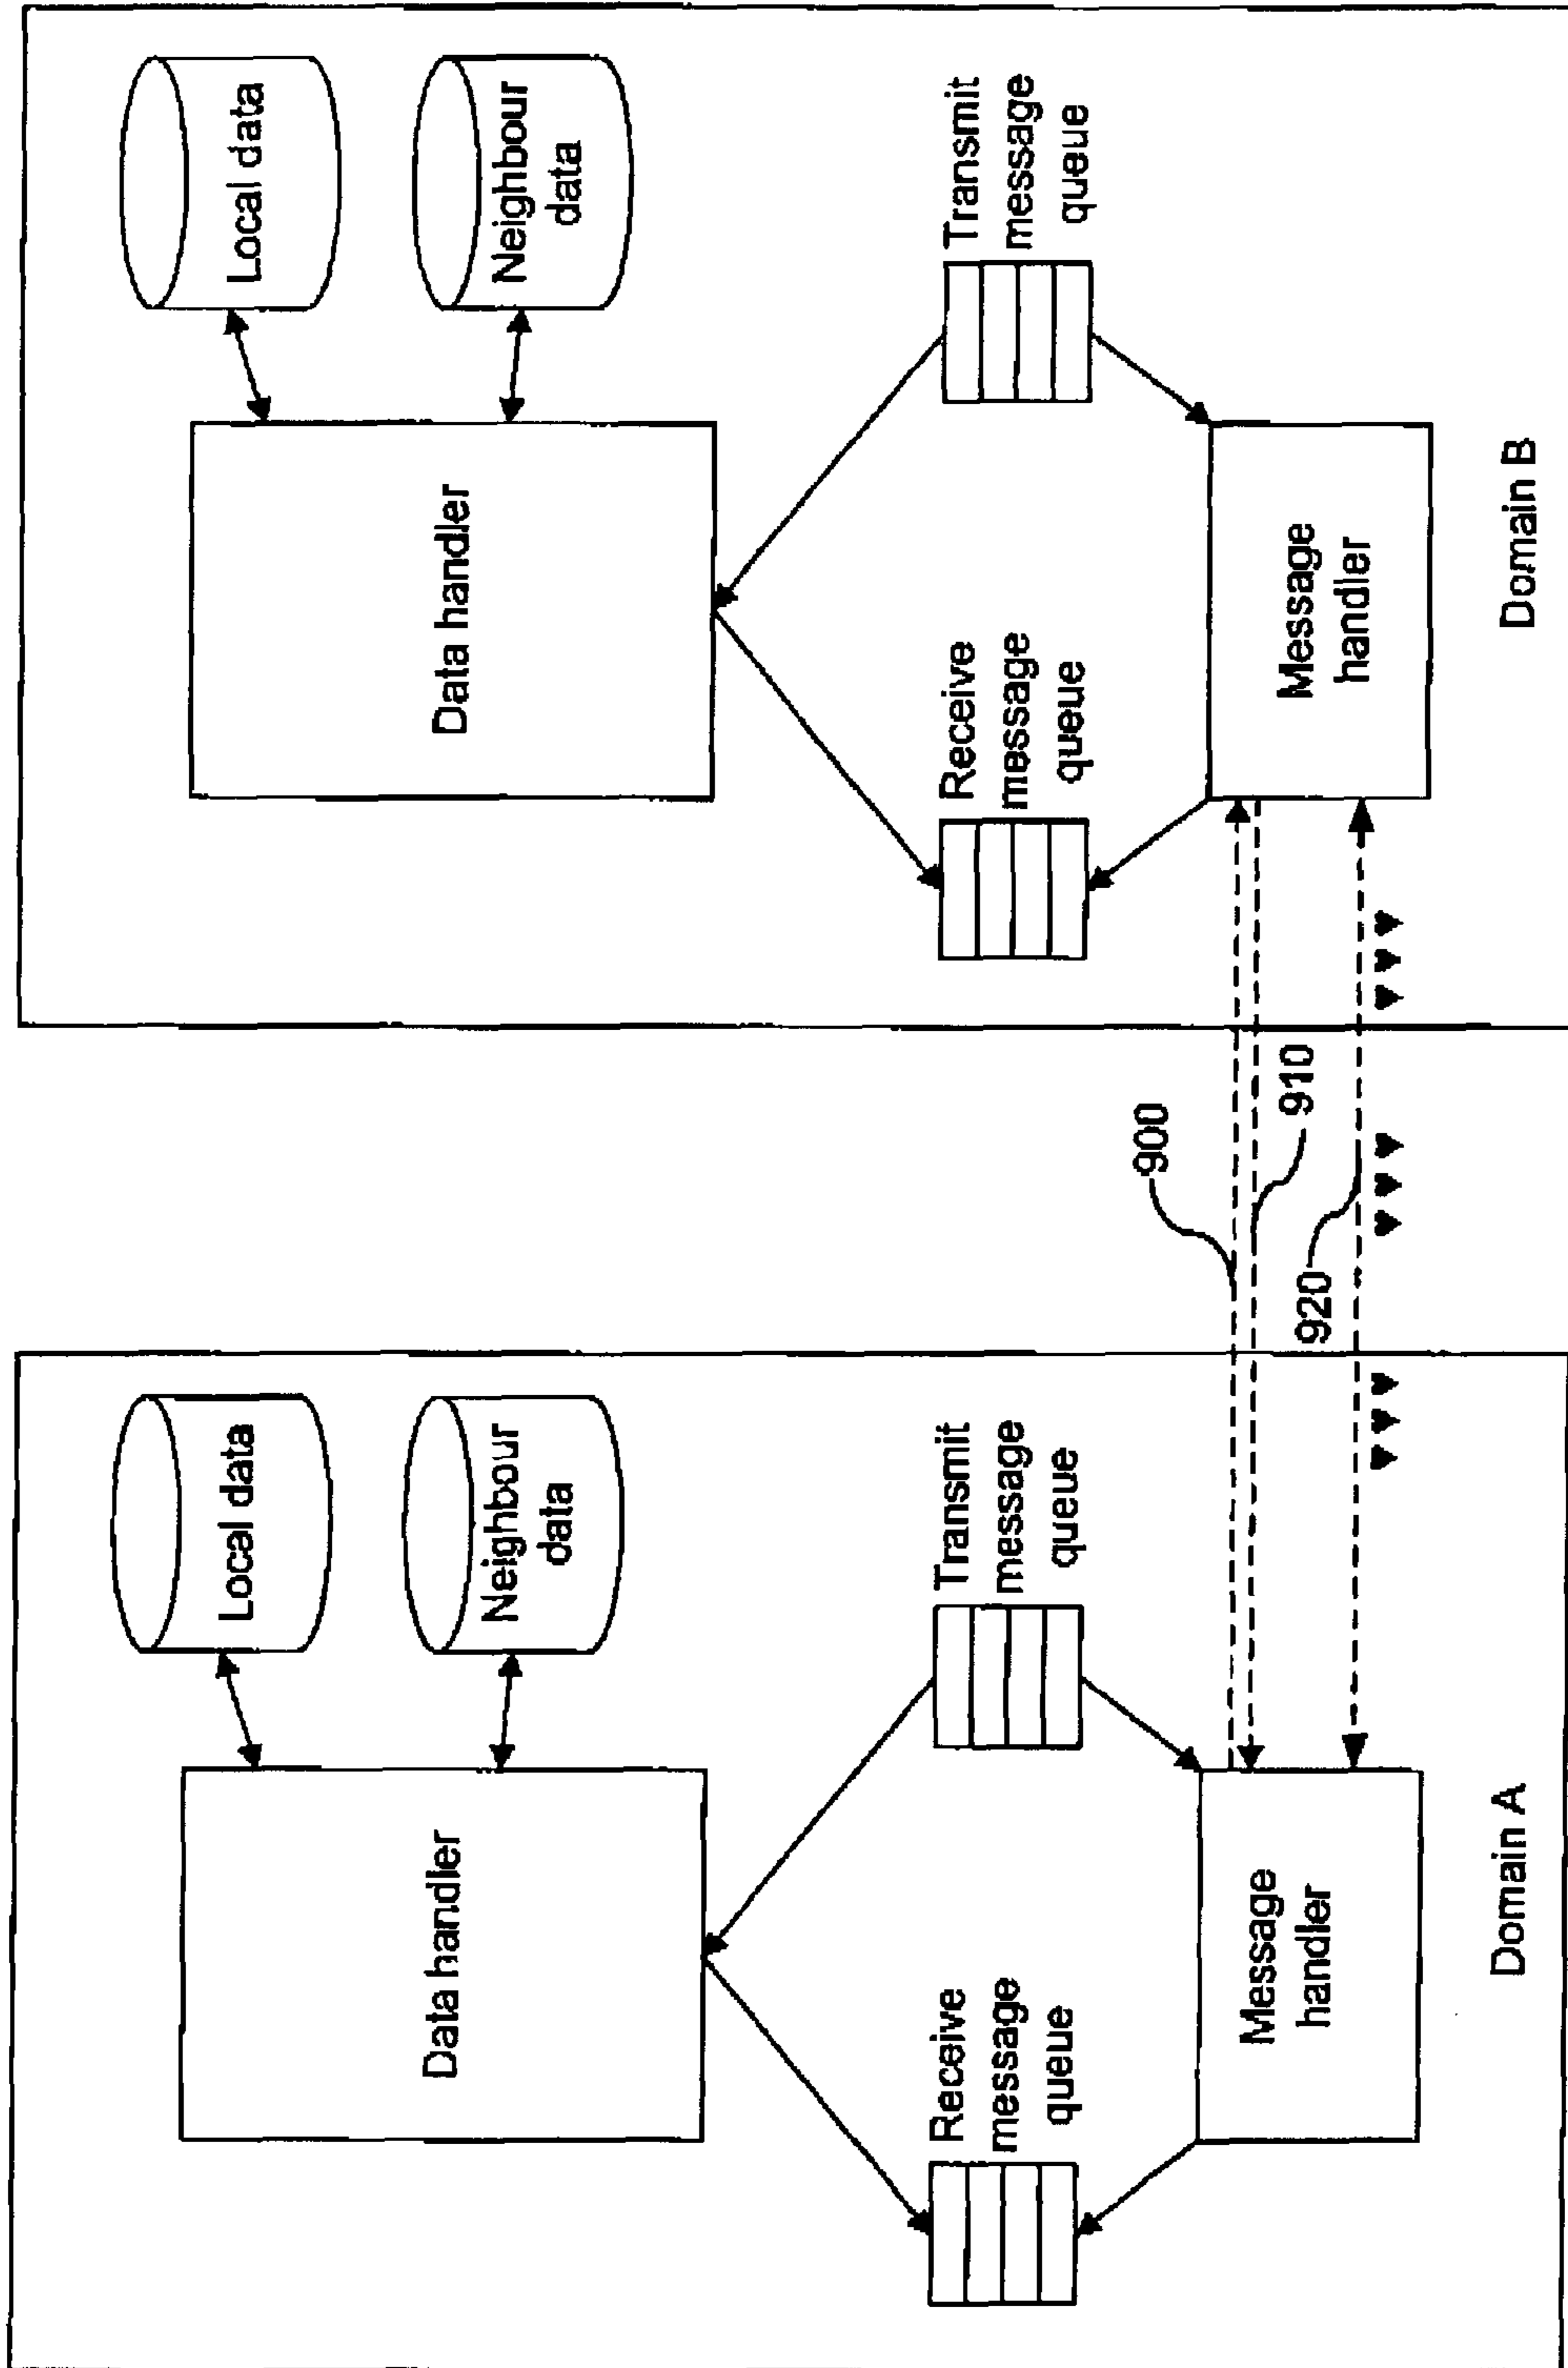 Local data
Neighbour
data
Data handler
Transmit
message
queue
Receive
message
queue
Message
handler
Domain A
900
910
920
Local data
Neighbour
data
Data handler
Transmit
message
queue
Receive
message
queue
Message
handler
Domain B